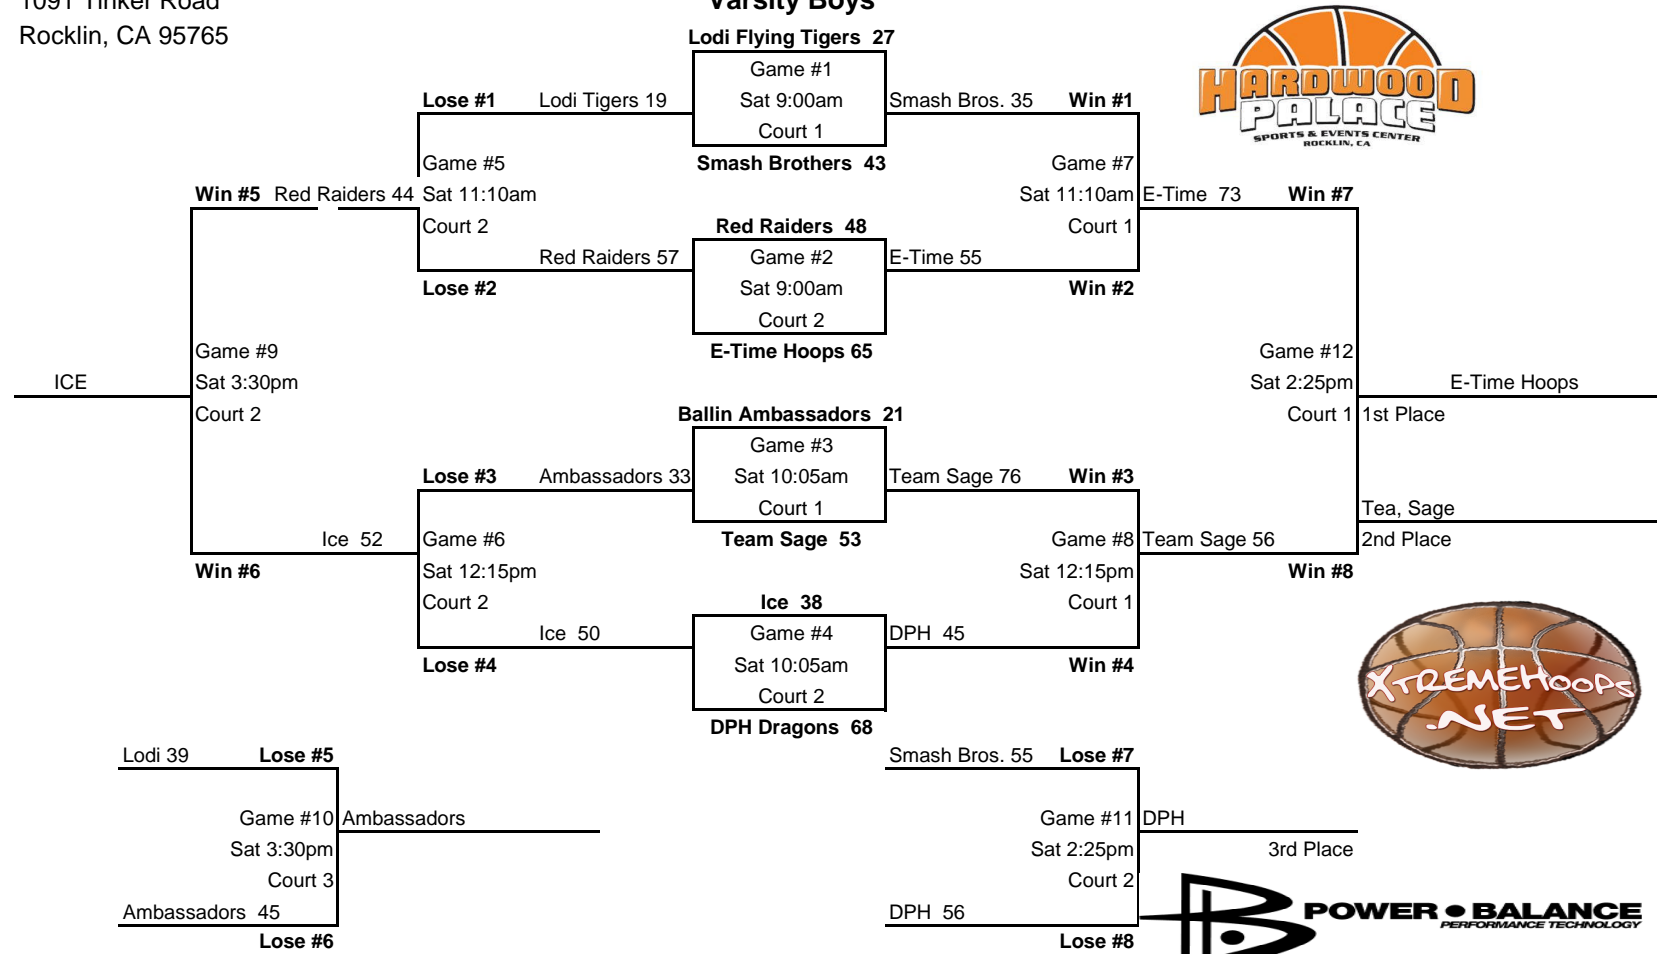 1091 Tinker Road
Varsity Boys
Rocklin, CA 95765
Lodi Flying Tigers 27
Game #1
Lose #1 Lodi Tigers 19 Sat 9:00am Smash Bros. 35 Win #1
Court 1
Game #5 Smash Brothers 43 Game #7
Win #5 Red Raiders 44 Sat 11:10am Sat 11:10am E-Time 73 Win #7
Court 2 Red Raiders 48 Court 1
Red Raiders 57 Game #2 E-Time 55
Lose #2 Sat 9:00am Win #2
Court 2
Game #9 E-Time Hoops 65 Game #12
ICE Sat 3:30pm Sat 2:25pm E-Time Hoops
Court 2 Ballin Ambassadors 21 Court 1 1st Place
Game #3
Lose #3 Ambassadors 33 Sat 10:05am Team Sage 76 Win #3
Court 1 Tea, Sage
Ice 52 Game #6 Team Sage 53 Game #8 Team Sage 56 2nd Place
Win #6 Sat 12:15pm Sat 12:15pm Win #8
Court 2 Ice 38 Court 1
Ice 50 Game #4 DPH 45
Lose #4 Sat 10:05am Win #4
Court 2
DPH Dragons 68
Lodi 39 Lose #5 Smash Bros. 55 Lose #7
Game #10 Ambassadors Game #11 DPH
Sat 3:30pm Sat 2:25pm 3rd Place
Court 3 Court 2
Ambassadors 45 DPH 56
Lose #6 Lose #8
HARDWOOD
PALACE
SPORTS & EVENTS CENTER
ROCKLIN, CA
XTREMEHOOPS
.NET
POWER BALANCE
PERFORMANCE TECHNOLOGY